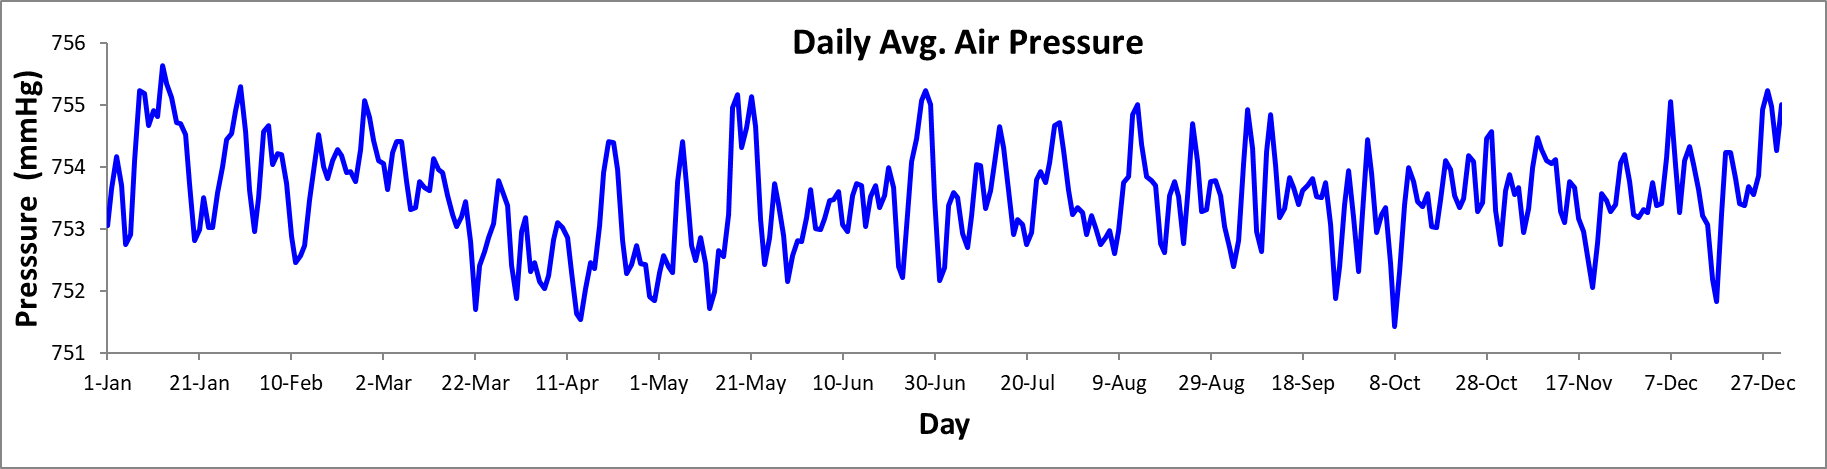 Daily Avg. Air Pressure
Presssure (mmHg)
756
755
754
753
752
751
1-Jan 21-Jan 10-Feb 2-Mar 22-Mar 11-Apr 1-May 21-May 10-Jun 30-Jun 20-Jul 9-Aug 29-Aug 18-Sep 8-Oct 28-Oct 17-Nov 7-Dec 27-Dec
Day